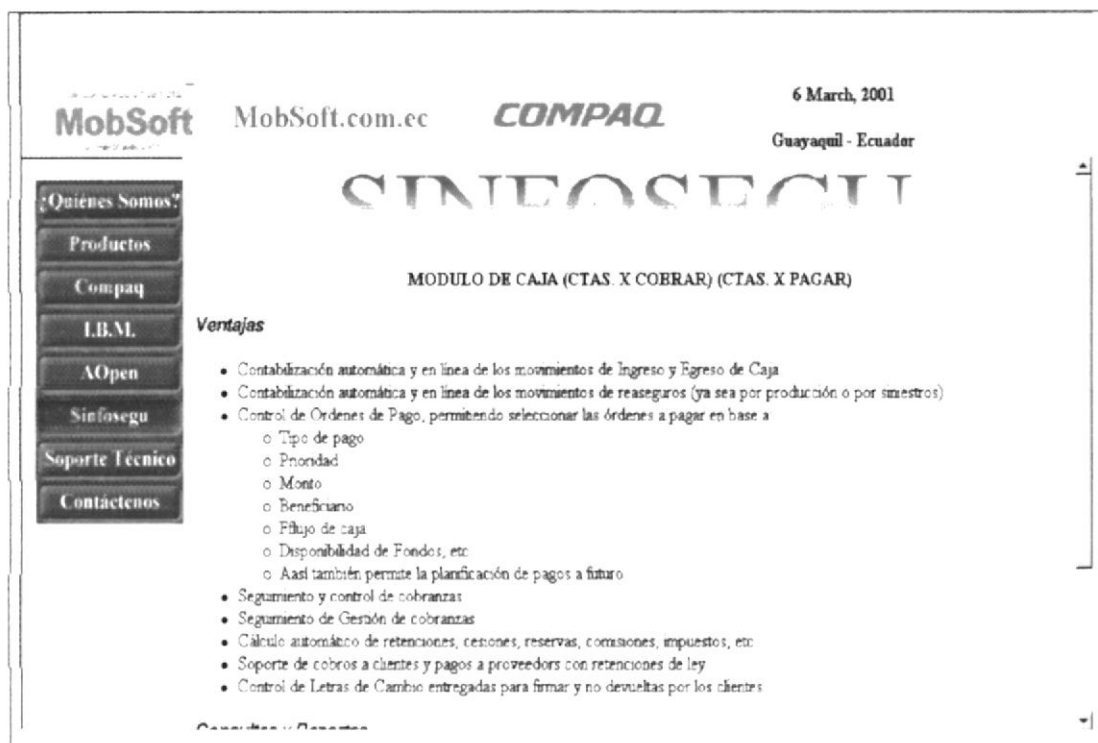 MobSoft
MobSoft.com.ec
COMPAQ
6 March, 2001
Guayaquil - Ecuador
SINFOSEGU
¿Quiénes Somos?
Productos
Compaq
I.B.M.
AOpen
Sinfosegu
Soporte Técnico
Contáctenos
MODULO DE CAJA (CTAS. X COBRAR) (CTAS. X PAGAR)
Ventajas
• Contabilización automática y en línea de los movimientos de Ingreso y Egreso de Caja
• Contabilización automática y en línea de los movimientos de reaseguros (ya sea por producción o por siniestros)
• Control de Ordenes de Pago, permitiendo seleccionar las órdenes a pagar en base a
o Tipo de pago
o Prioridad
o Monto
o Beneficiario
o Fflujo de caja
o Disponibilidad de Fondos, etc
o Aasí también permite la planificación de pagos a futuro
• Seguimiento y control de cobranzas
• Seguimiento de Gestión de cobranzas
• Cálculo automático de retenciones, cesiones, reservas, comisiones, impuestos, etc
• Soporte de cobros a clientes y pagos a proveedors con retenciones de ley
• Control de Letras de Cambio entregadas para firmar y no devueltas por los clientes
Consultas y Reportes